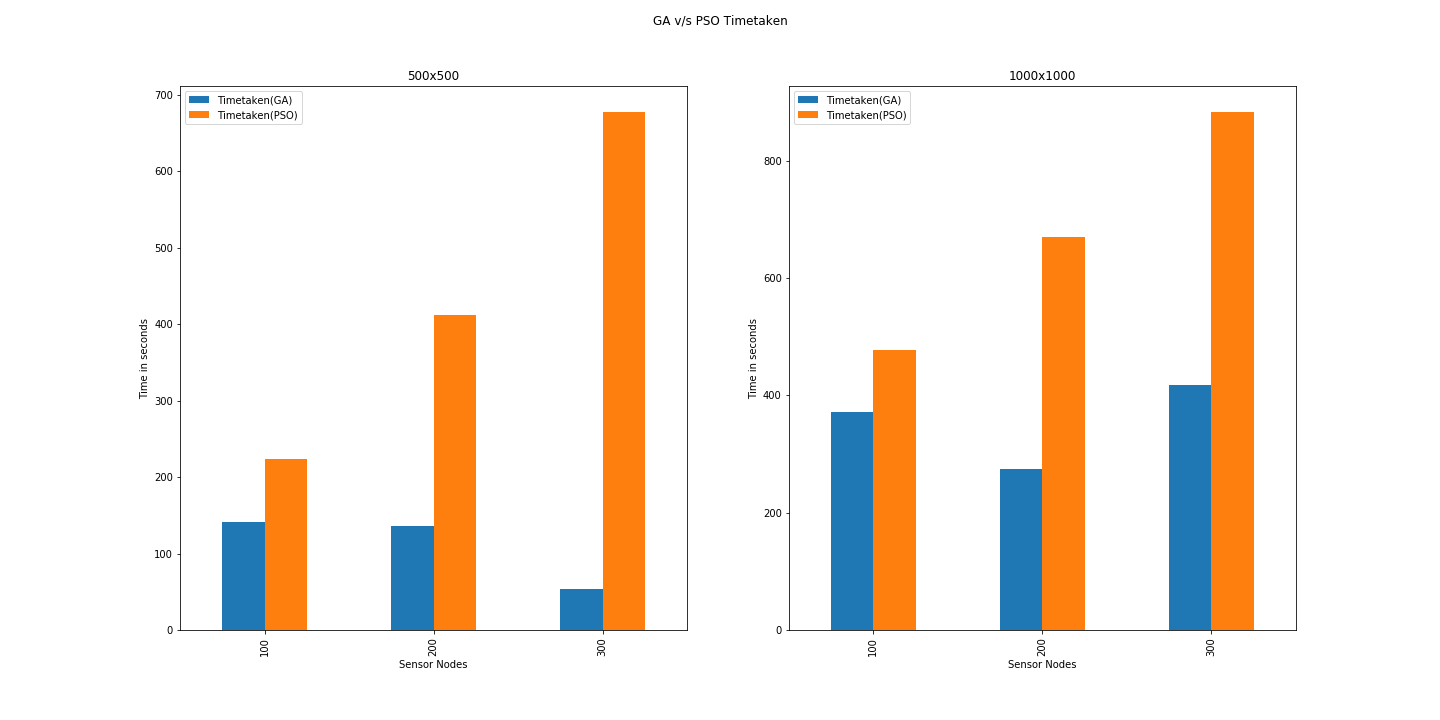 GA v/s PSO Timetaken
500x500
Timetaken(GA)
Timetaken(PSO)
700
600
500
400
300
200
100
0
Time in seconds
100
200
300
Sensor Nodes
1000x1000
Timetaken(GA)
Timetaken(PSO)
800
600
400
200
0
Time in seconds
100
200
300
Sensor Nodes